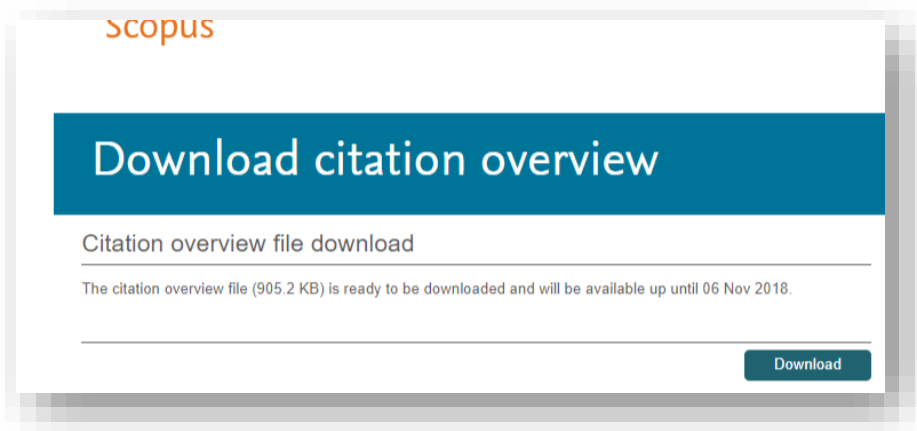 Scopus
Download citation overview
Citation overview file download
The citation overview file (905.2 KB) is ready to be downloaded and will be available up until 06 Nov 2018.
Download